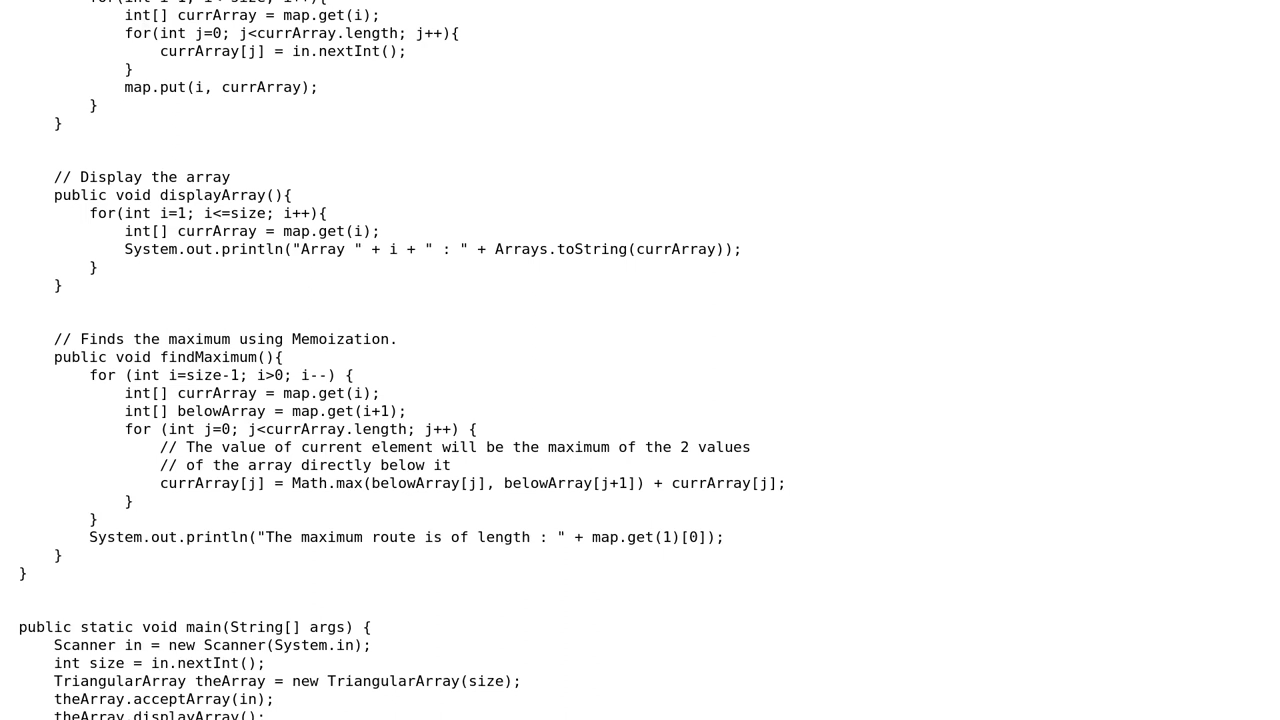 for(int i=1; i<=size; i++){
int[] currArray = map.get(i);
for(int j=0; j<currArray.length; j++){
currArray[j] = in.nextInt();
}
map.put(i, currArray);
}
}
// Display the array
public void displayArray(){
for(int i=1; i<=size; i++){
int[] currArray = map.get(i);
System.out.println("Array " + i + " : " + Arrays.toString(currArray));
}
}
// Finds the maximum using Memoization.
public void findMaximum(){
for (int i=size-1; i>0; i--) {
int[] currArray = map.get(i);
int[] belowArray = map.get(i+1);
for (int j=0; j<currArray.length; j++) {
// The value of current element will be the maximum of the 2 values
// of the array directly below it
currArray[j] = Math.max(belowArray[j], belowArray[j+1]) + currArray[j];
}
}
System.out.println("The maximum route is of length : " + map.get(1)[0]);
}
}
public static void main(String[] args) {
Scanner in = new Scanner(System.in);
int size = in.nextInt();
TriangularArray theArray = new TriangularArray(size);
theArray.acceptArray(in);
theArray.displayArray();